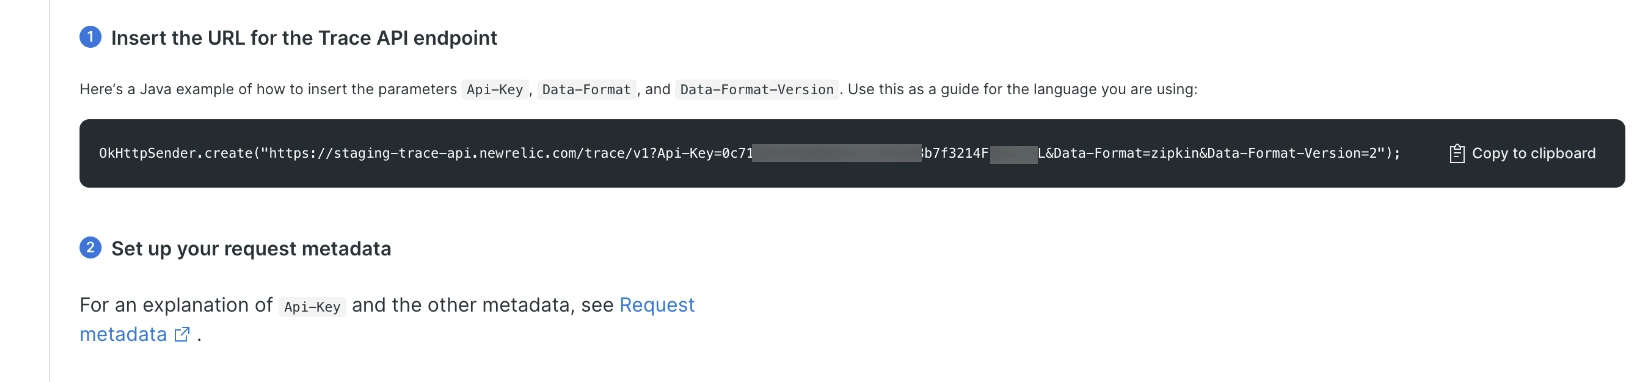 1 Insert the URL for the Trace API endpoint
Here's a Java example of how to insert the parameters Api-Key, Data-Format, and Data-Format-Version. Use this as a guide for the language you are using:
OkHttpSender.create("https://staging-trace-api.newrelic.com/trace/v1?Api-Key=0c71 b7f3214F L&Data-Format=zipkin&Data-Format-Version=2"); Copy to clipboard
2 Set up your request metadata
For an explanation of Api-Key and the other metadata, see Request
metadata .